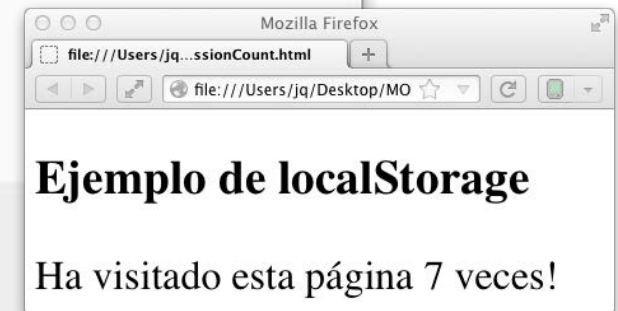 Mozilla Firefox
file:///Users/jq...ssionCount.html
file:///Users/jq/Desktop/MO
Ejemplo de localStorage
Ha visitado esta página 7 veces!